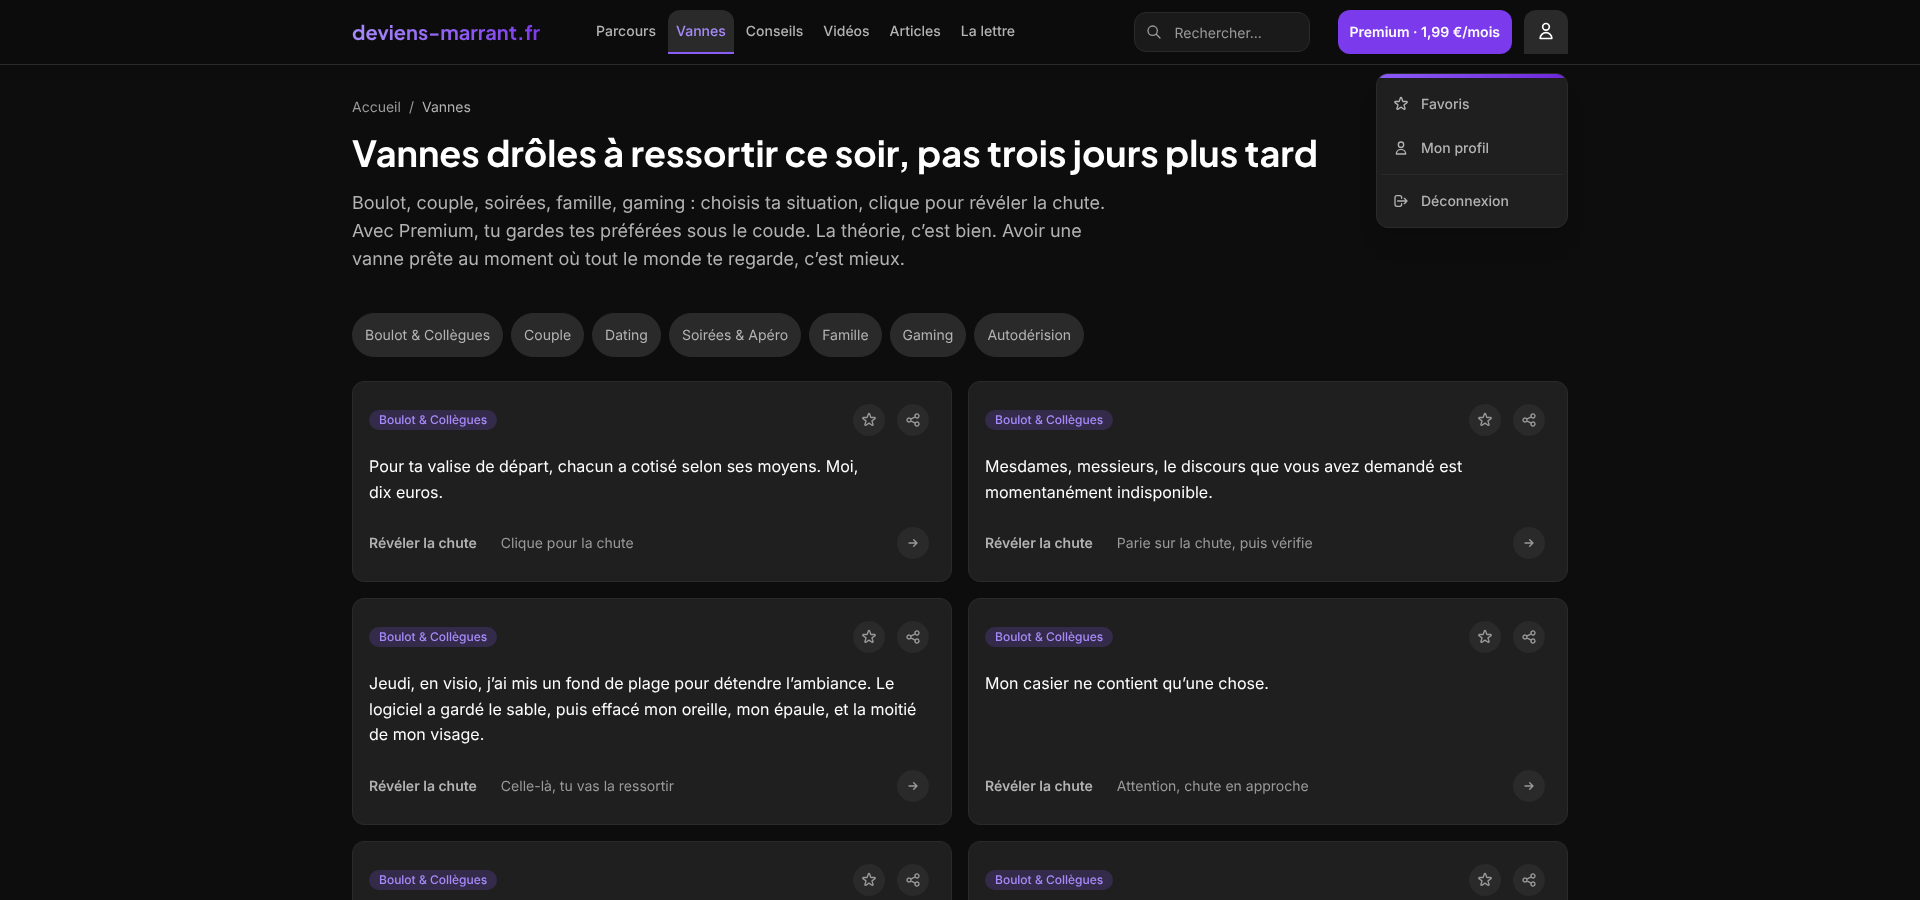 deviens-marrant.fr
Parcours
Vannes
Conseils
Vidéos
Articles
La lettre
Rechercher...
Premium · 1,99 €/mois
Favoris
Mon profil
Déconnexion
Accueil / Vannes
Vannes drôles à ressortir ce soir, pas trois jours plus tard
Boulot, couple, soirées, famille, gaming : choisis ta situation, clique pour révéler la chute.
Avec Premium, tu gardes tes préférées sous le coude. La théorie, c’est bien. Avoir une
vanne prête au moment où tout le monde te regarde, c’est mieux.
Boulot & Collègues
Couple
Dating
Soirées & Apéro
Famille
Gaming
Autodérision
Boulot & Collègues
Pour ta valise de départ, chacun a cotisé selon ses moyens. Moi,
dix euros.
Révéler la chute
Clique pour la chute
Boulot & Collègues
Mesdames, messieurs, le discours que vous avez demandé est
momentanément indisponible.
Révéler la chute
Parie sur la chute, puis vérifie
Boulot & Collègues
Jeudi, en visio, j’ai mis un fond de plage pour détendre l’ambiance. Le
logiciel a gardé le sable, puis effacé mon oreille, mon épaule, et la moitié
de mon visage.
Révéler la chute
Celle-là, tu vas la ressortir
Boulot & Collègues
Mon casier ne contient qu’une chose.
Révéler la chute
Attention, chute en approche
Boulot & Collègues
Boulot & Collègues